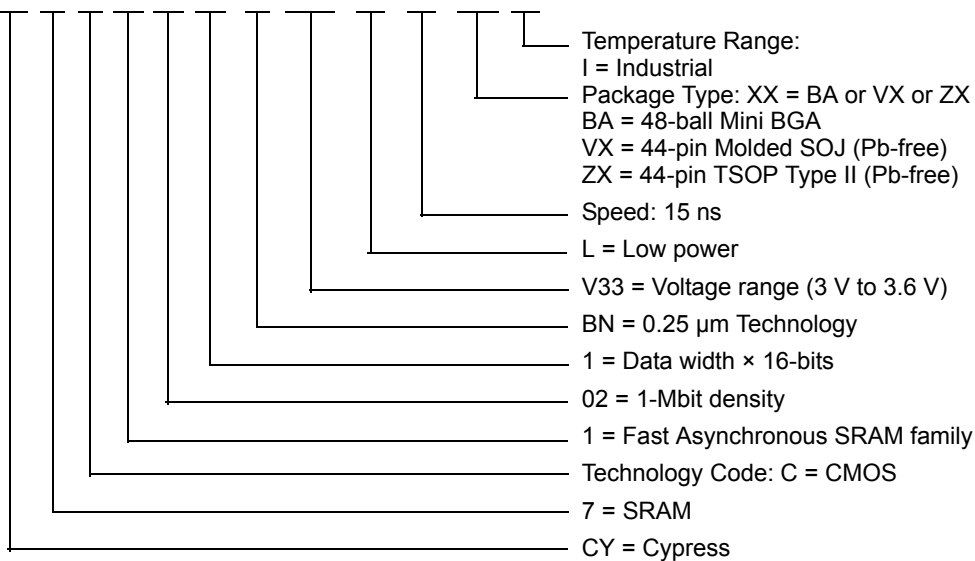 Temperature Range:
I = Industrial
Package Type: XX = BA or VX or ZX
BA = 48-ball Mini BGA
VX = 44-pin Molded SOJ (Pb-free)
ZX = 44-pin TSOP Type II (Pb-free)
Speed: 15 ns
L = Low power
V33 = Voltage range (3 V to 3.6 V)
BN = 0.25 µm Technology
1 = Data width × 16-bits
02 = 1-Mbit density
1 = Fast Asynchronous SRAM family
Technology Code: C = CMOS
7 = SRAM
CY = Cypress